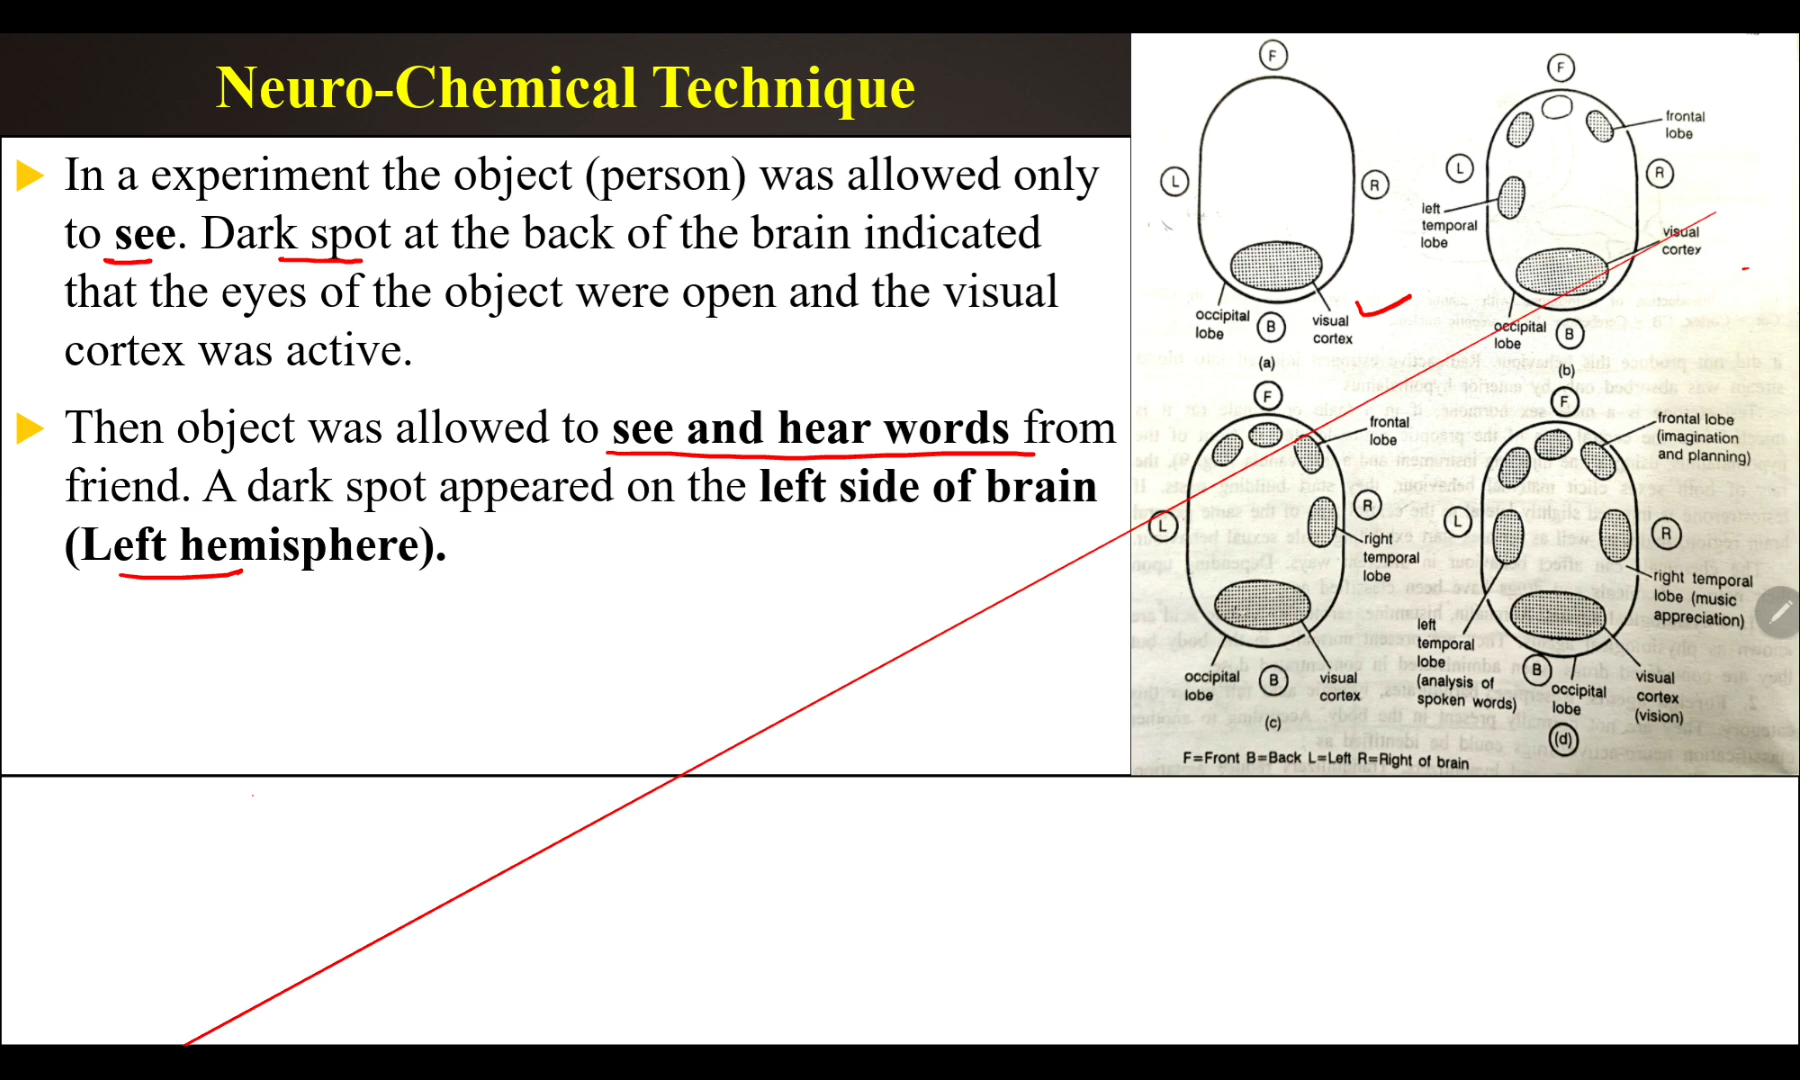 Neuro-Chemical Technique
In a experiment the object (person) was allowed only
to see. Dark spot at the back of the brain indicated
that the eyes of the object were open and the visual
cortex was active.
Then object was allowed to see and hear words from
friend. A dark spot appeared on the left side of brain
(Left hemisphere).
F
L
R
occipital
lobe
B
visual
cortex
(a)
F
frontal
lobe
L
R
left
temporal
lobe
visual
cortex
occipital
lobe
B
(b)
F
frontal
lobe
L
R
right
temporal
lobe
occipital
lobe
B
visual
cortex
(c)
F
frontal lobe
(imagination
and planning)
L
R
right temporal
lobe (music
appreciation)
left
temporal
lobe
(analysis of
spoken words)
B
occipital
lobe
visual
cortex
(vision)
(d)
F=Front B=Back L=Left R=Right of brain